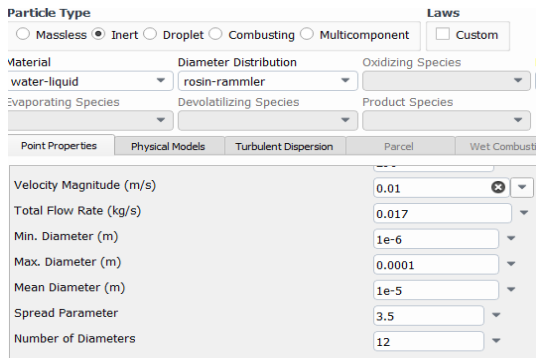 Particle Type Laws
Massless Inert Droplet Combusting Multicomponent Custom
Material Diameter Distribution Oxidizing Species
water-liquid rosin-rammler
Evaporating Species Devolatilizing Species Product Species
Point Properties Physical Models Turbulent Dispersion Parcel Wet Combusti
Velocity Magnitude (m/s) 0.01
Total Flow Rate (kg/s) 0.017
Min. Diameter (m) 1e-6
Max. Diameter (m) 0.0001
Mean Diameter (m) 1e-5
Spread Parameter 3.5
Number of Diameters 12